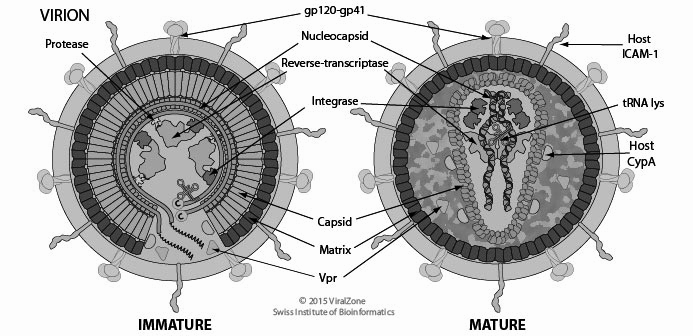 VIRION
gp120-gp41
Protease
Nucleocapsid
Host
ICAM-1
Reverse-transcriptase
Integrase
tRNA lys
Host
CypA
Capsid
Matrix
Vpr
© 2015 ViralZone
Swiss Institute of Bioinformatics
IMMATURE
MATURE